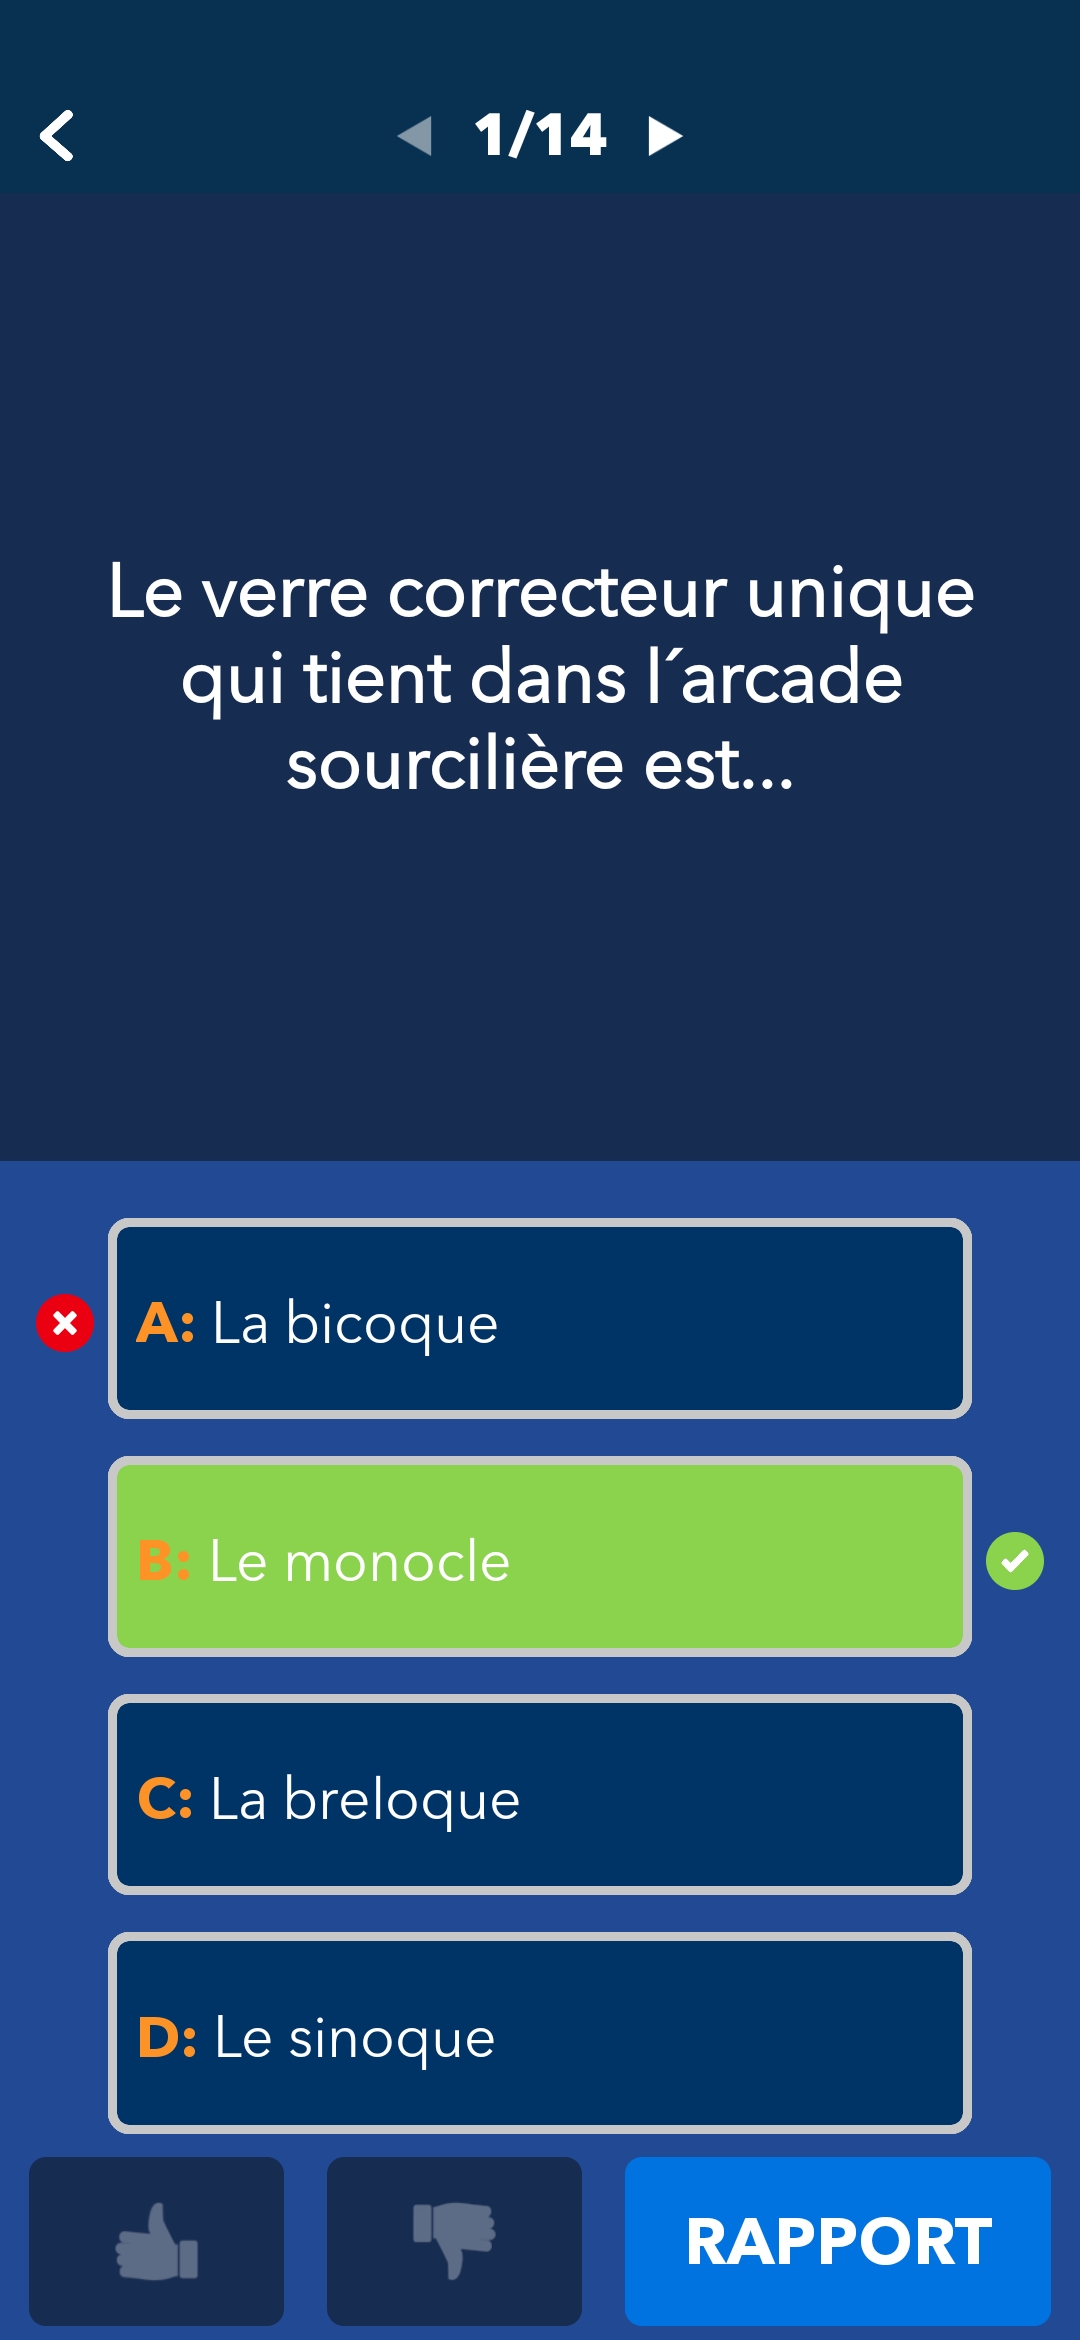 1/14
Le verre correcteur unique
qui tient dans l´arcade
sourcilière est...
A: La bicoque
B: Le monocle
C: La breloque
D: Le sinoque
RAPPORT